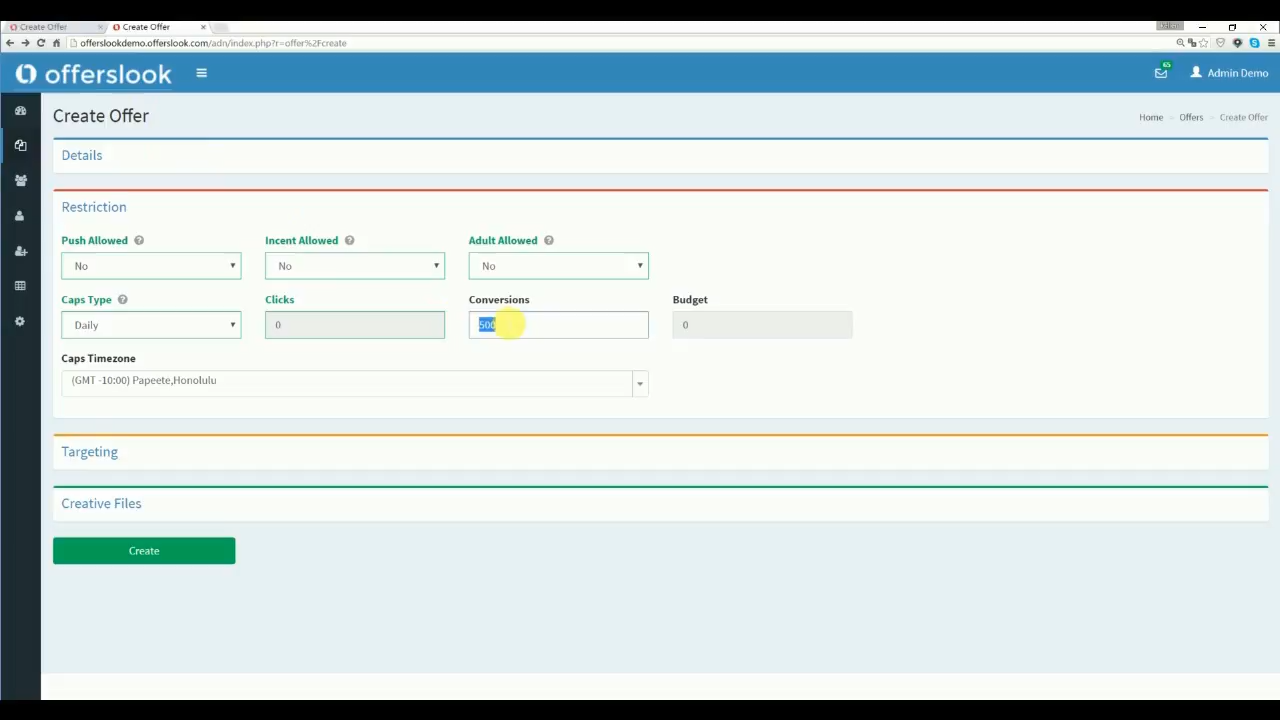 Create Offer
Create Offer
offerslookdemo.offerslook.com/adn/index.php?r=offer%2Fcreate
offerslook
65
Admin Demo
Create Offer
Home
Offers
Create Offer
Details
Restriction
Push Allowed
Incent Allowed
Adult Allowed
No
No
No
Caps Type
Clicks
Conversions
Budget
Daily
0
500
0
Caps Timezone
(GMT -10:00) Papeete,Honolulu
Targeting
Creative Files
Create